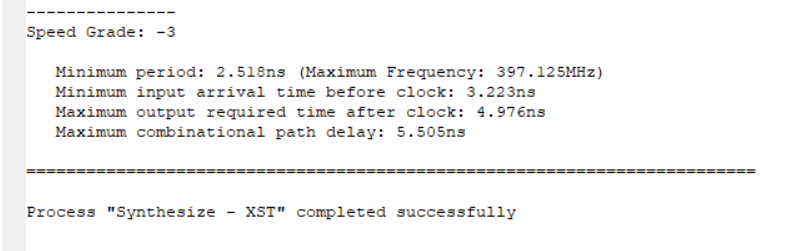 ---------------
Speed Grade: -3
Minimum period: 2.518ns (Maximum Frequency: 397.125MHz)
Minimum input arrival time before clock: 3.223ns
Maximum output required time after clock: 4.976ns
Maximum combinational path delay: 5.505ns
=========================================================================
Process "Synthesize - XST" completed successfully